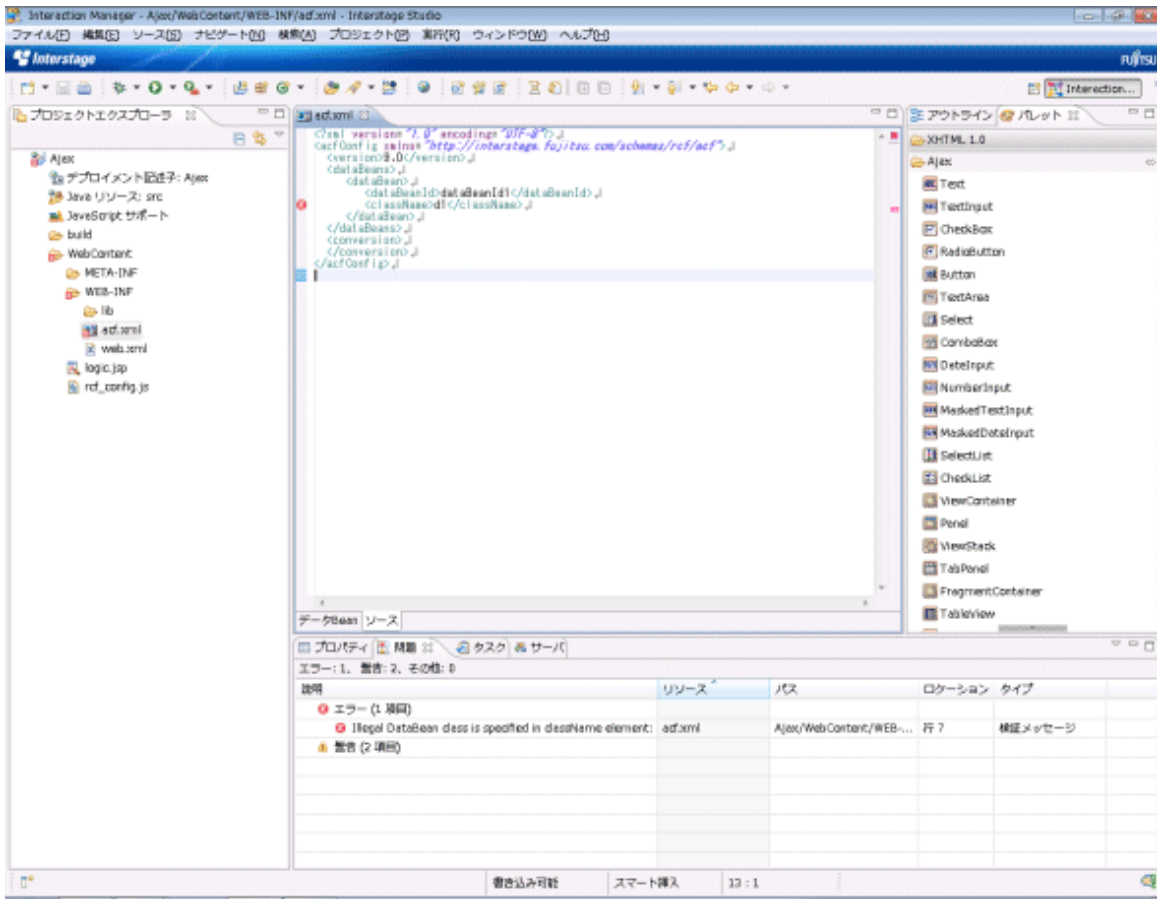 Interaction Manager - Ajax/WebContent/WEB-INF/acf.xml - Interstage Studio
ファイル(F) 編集(E) ソース(S) ナビゲート(N) 検索(A) プロジェクト(P) 実行(R) ウィンドウ(W) ヘルプ(H)
Interstage
FUJITSU
Interaction...
プロジェクトエクスプローラ
Ajax
デプロイメント記述子: Ajax
Java リソース: src
JavaScript サポート
build
WebContent
META-INF
WEB-INF
lib
acf.xml
web.xml
logic.jsp
rcf_config.js
acf.xml
<?xml version="1.0" encoding="UTF-8"?>
<acfConfig xmlns="http://interstage.fujitsu.com/schemas/rcf/acf">
<version>9.0</version>
<dataBeans>
<dataBean>
<dataBeanId>dataBeanId1</dataBeanId>
<className>d1</className>
</dataBean>
</dataBeans>
<conversion>
</conversion>
</acfConfig>
データBean ソース
アウトライン パレット
XHTML 1.0
Ajax
Text
TextInput
CheckBox
RadioButton
Button
TextArea
Select
ComboBox
DateInput
NumberInput
MaskedTextInput
MaskedDateInput
SelectList
CheckList
ViewContainer
Panel
ViewStack
TabPanel
FragmentContainer
TableView
プロパティ 問題 タスク サーバ
エラー: 1、警告: 2、その他: 0
説明 リソース パス ロケーション タイプ
エラー (1 項目)
Illegal DataBean class is specified in className element: acf.xml Ajax/WebContent/WEB-... 行 7 検証メッセージ
警告 (2 項目)
書き込み可能 スマート挿入 13 : 1